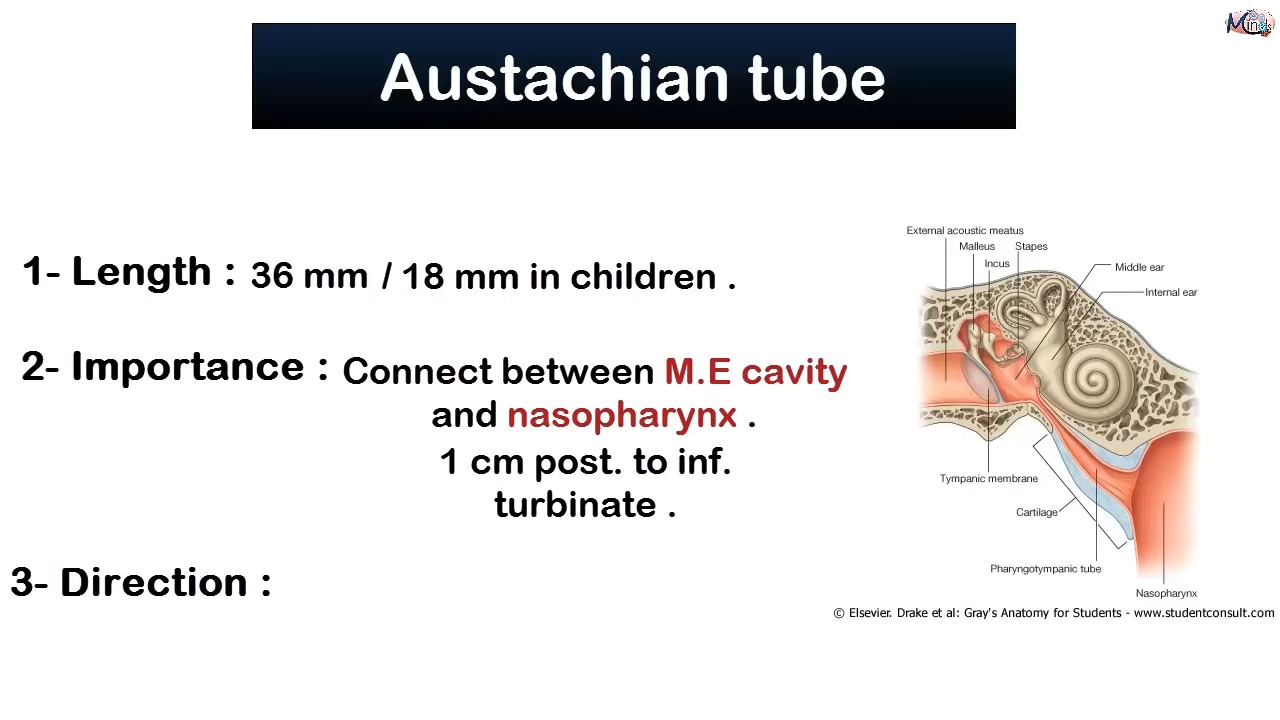 Austachian tube
1- Length : 36 mm / 18 mm in children .
2- Importance : Connect between M.E cavity
and nasopharynx .
1 cm post. to inf.
turbinate .
3- Direction :
External acoustic meatus
Malleus
Stapes
Incus
Middle ear
Internal ear
Tympanic membrane
Cartilage
Pharyngotympanic tube
Nasopharynx
© Elsevier. Drake et al: Gray's Anatomy for Students - www.studentconsult.com